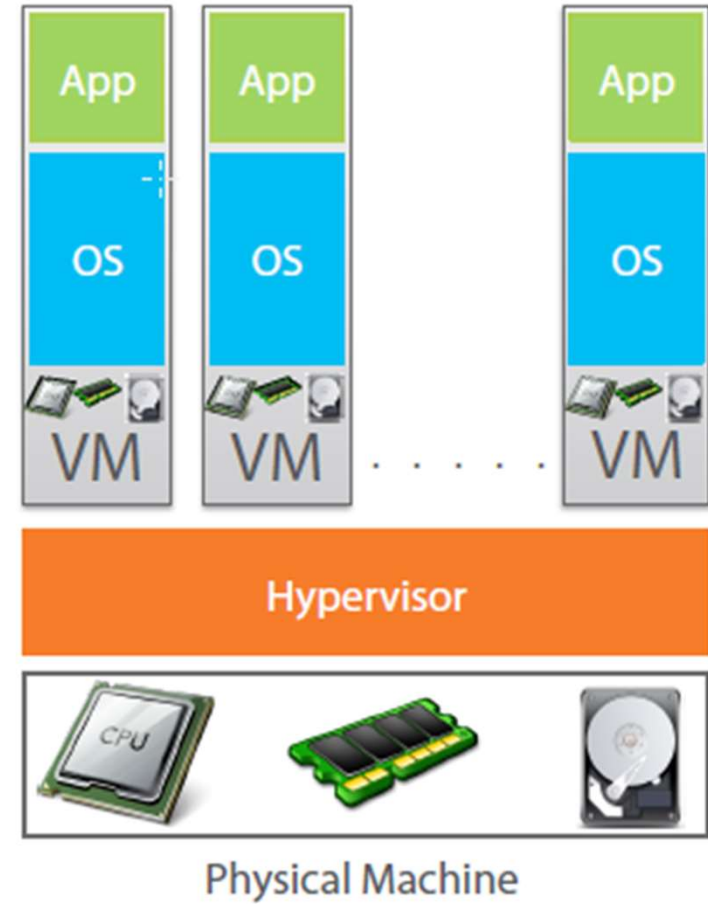 App App App
OS OS OS
VM VM . . . . . VM
Hypervisor
CPU
Physical Machine